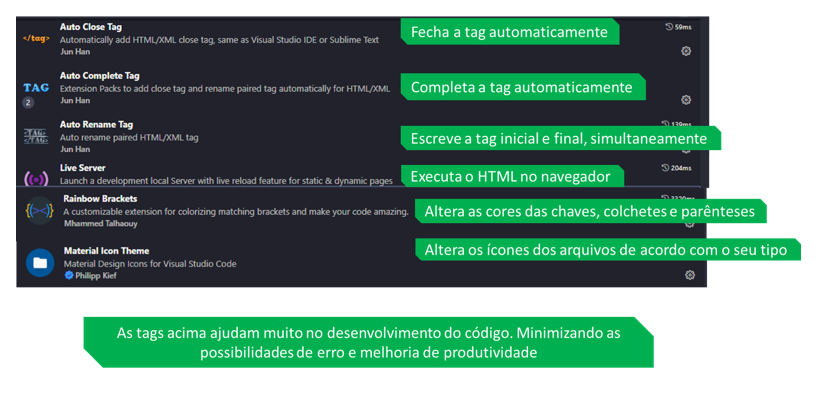 Auto Close Tag
Fecha a tag automaticamente
59ms
</tag>
Automatically add HTML/XML close tag, same as Visual Studio IDE or Sublime Text
Jun Han
Auto Complete Tag
TAG
Extension Packs to add close tag and rename paired tag automatically for HTML/XML
Completa a tag automaticamente
2
Jun Han
Auto Rename Tag
139ms
<TAG>
</TAG>
Auto rename paired HTML/XML tag
Escreve a tag inicial e final, simultaneamente
Jun Han
Live Server
204ms
Launch a development local Server with live reload feature for static & dynamic pages
Executa o HTML no navegador
Rainbow Brackets
A customizable extension for colorizing matching brackets and make your code amazing.
Altera as cores das chaves, colchetes e parênteses
Mhammed Talhaouy
Material Icon Theme
Altera os ícones dos arquivos de acordo com o seu tipo
Material Design Icons for Visual Studio Code
Philipp Kief
As tags acima ajudam muito no desenvolvimento do código. Minimizando as
possibilidades de erro e melhoria de produtividade